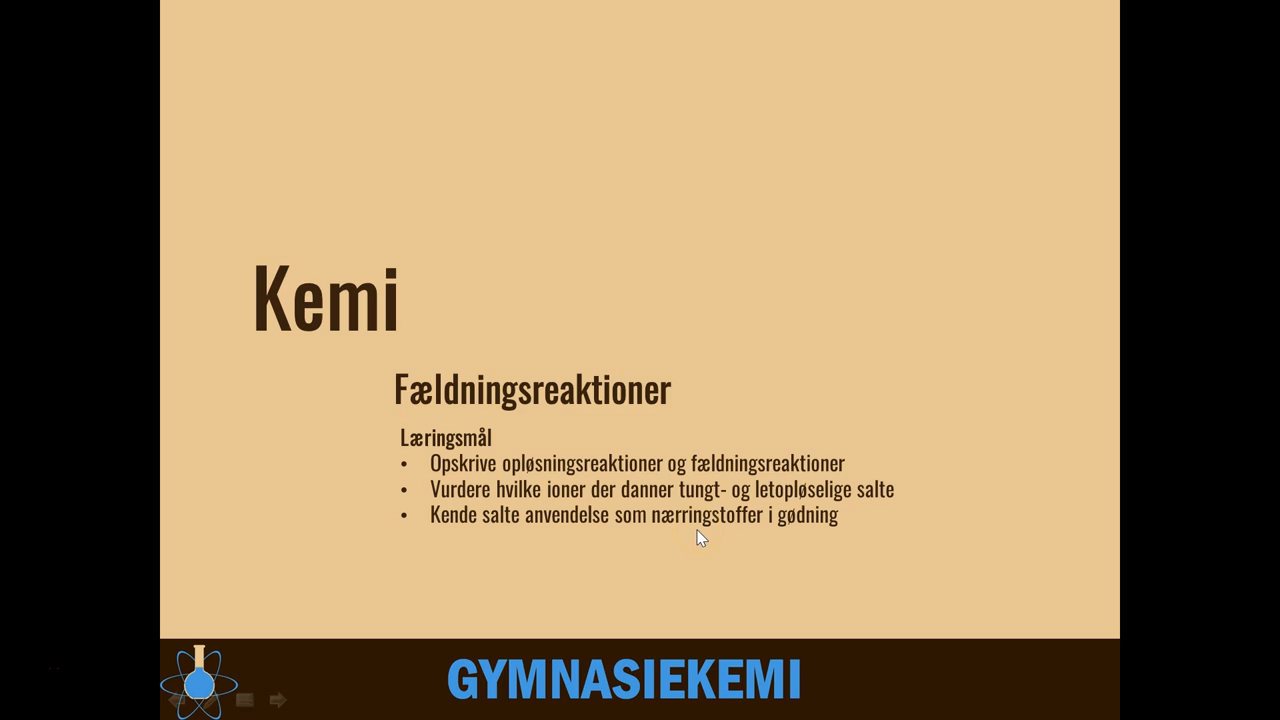 Kemi
Fældningsreaktioner
Læringsmål
• Opskrive opløsningsreaktioner og fældningsreaktioner
• Vurdere hvilke ioner der danner tungt- og letopløselige salte
• Kende salte anvendelse som nærringstoffer i gødning
GYMNASIEKEMI